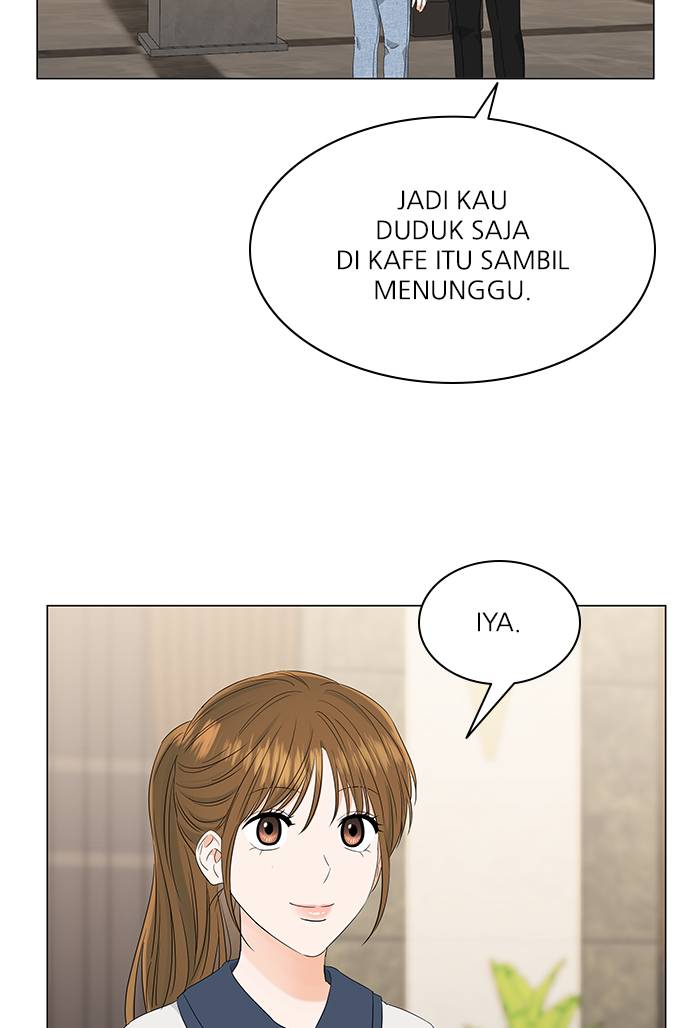 JADI KAU
DUDUK SAJA
DI KAFE ITU SAMBIL
MENUNGGU.
IYA.